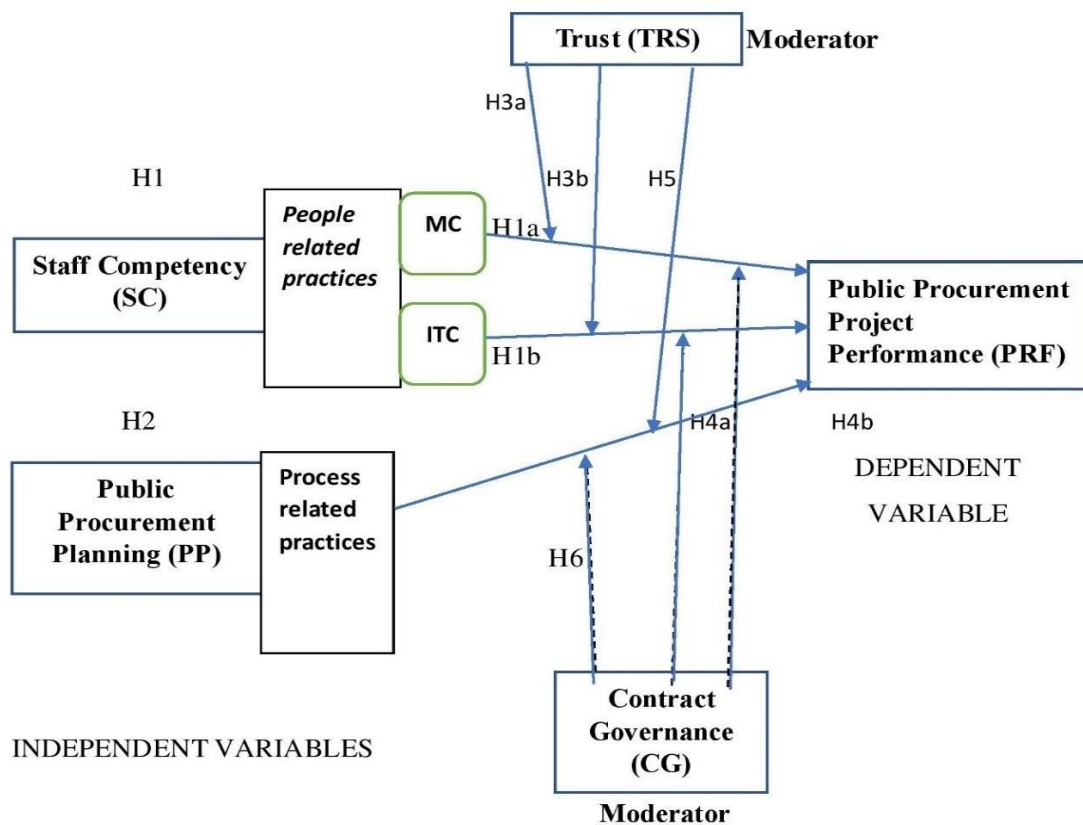 Trust (TRS)
Moderator
H3a
H3b
H5
H1
People
related
practices
MC
H1a
Staff Competency
(SC)
ITC
H1b
Public Procurement
Project
Performance (PRF)
H2
H4a
H4b
Public
Procurement
Planning (PP)
Process
related
practices
DEPENDENT
VARIABLE
H6
Contract
Governance
(CG)
INDEPENDENT VARIABLES
Moderator